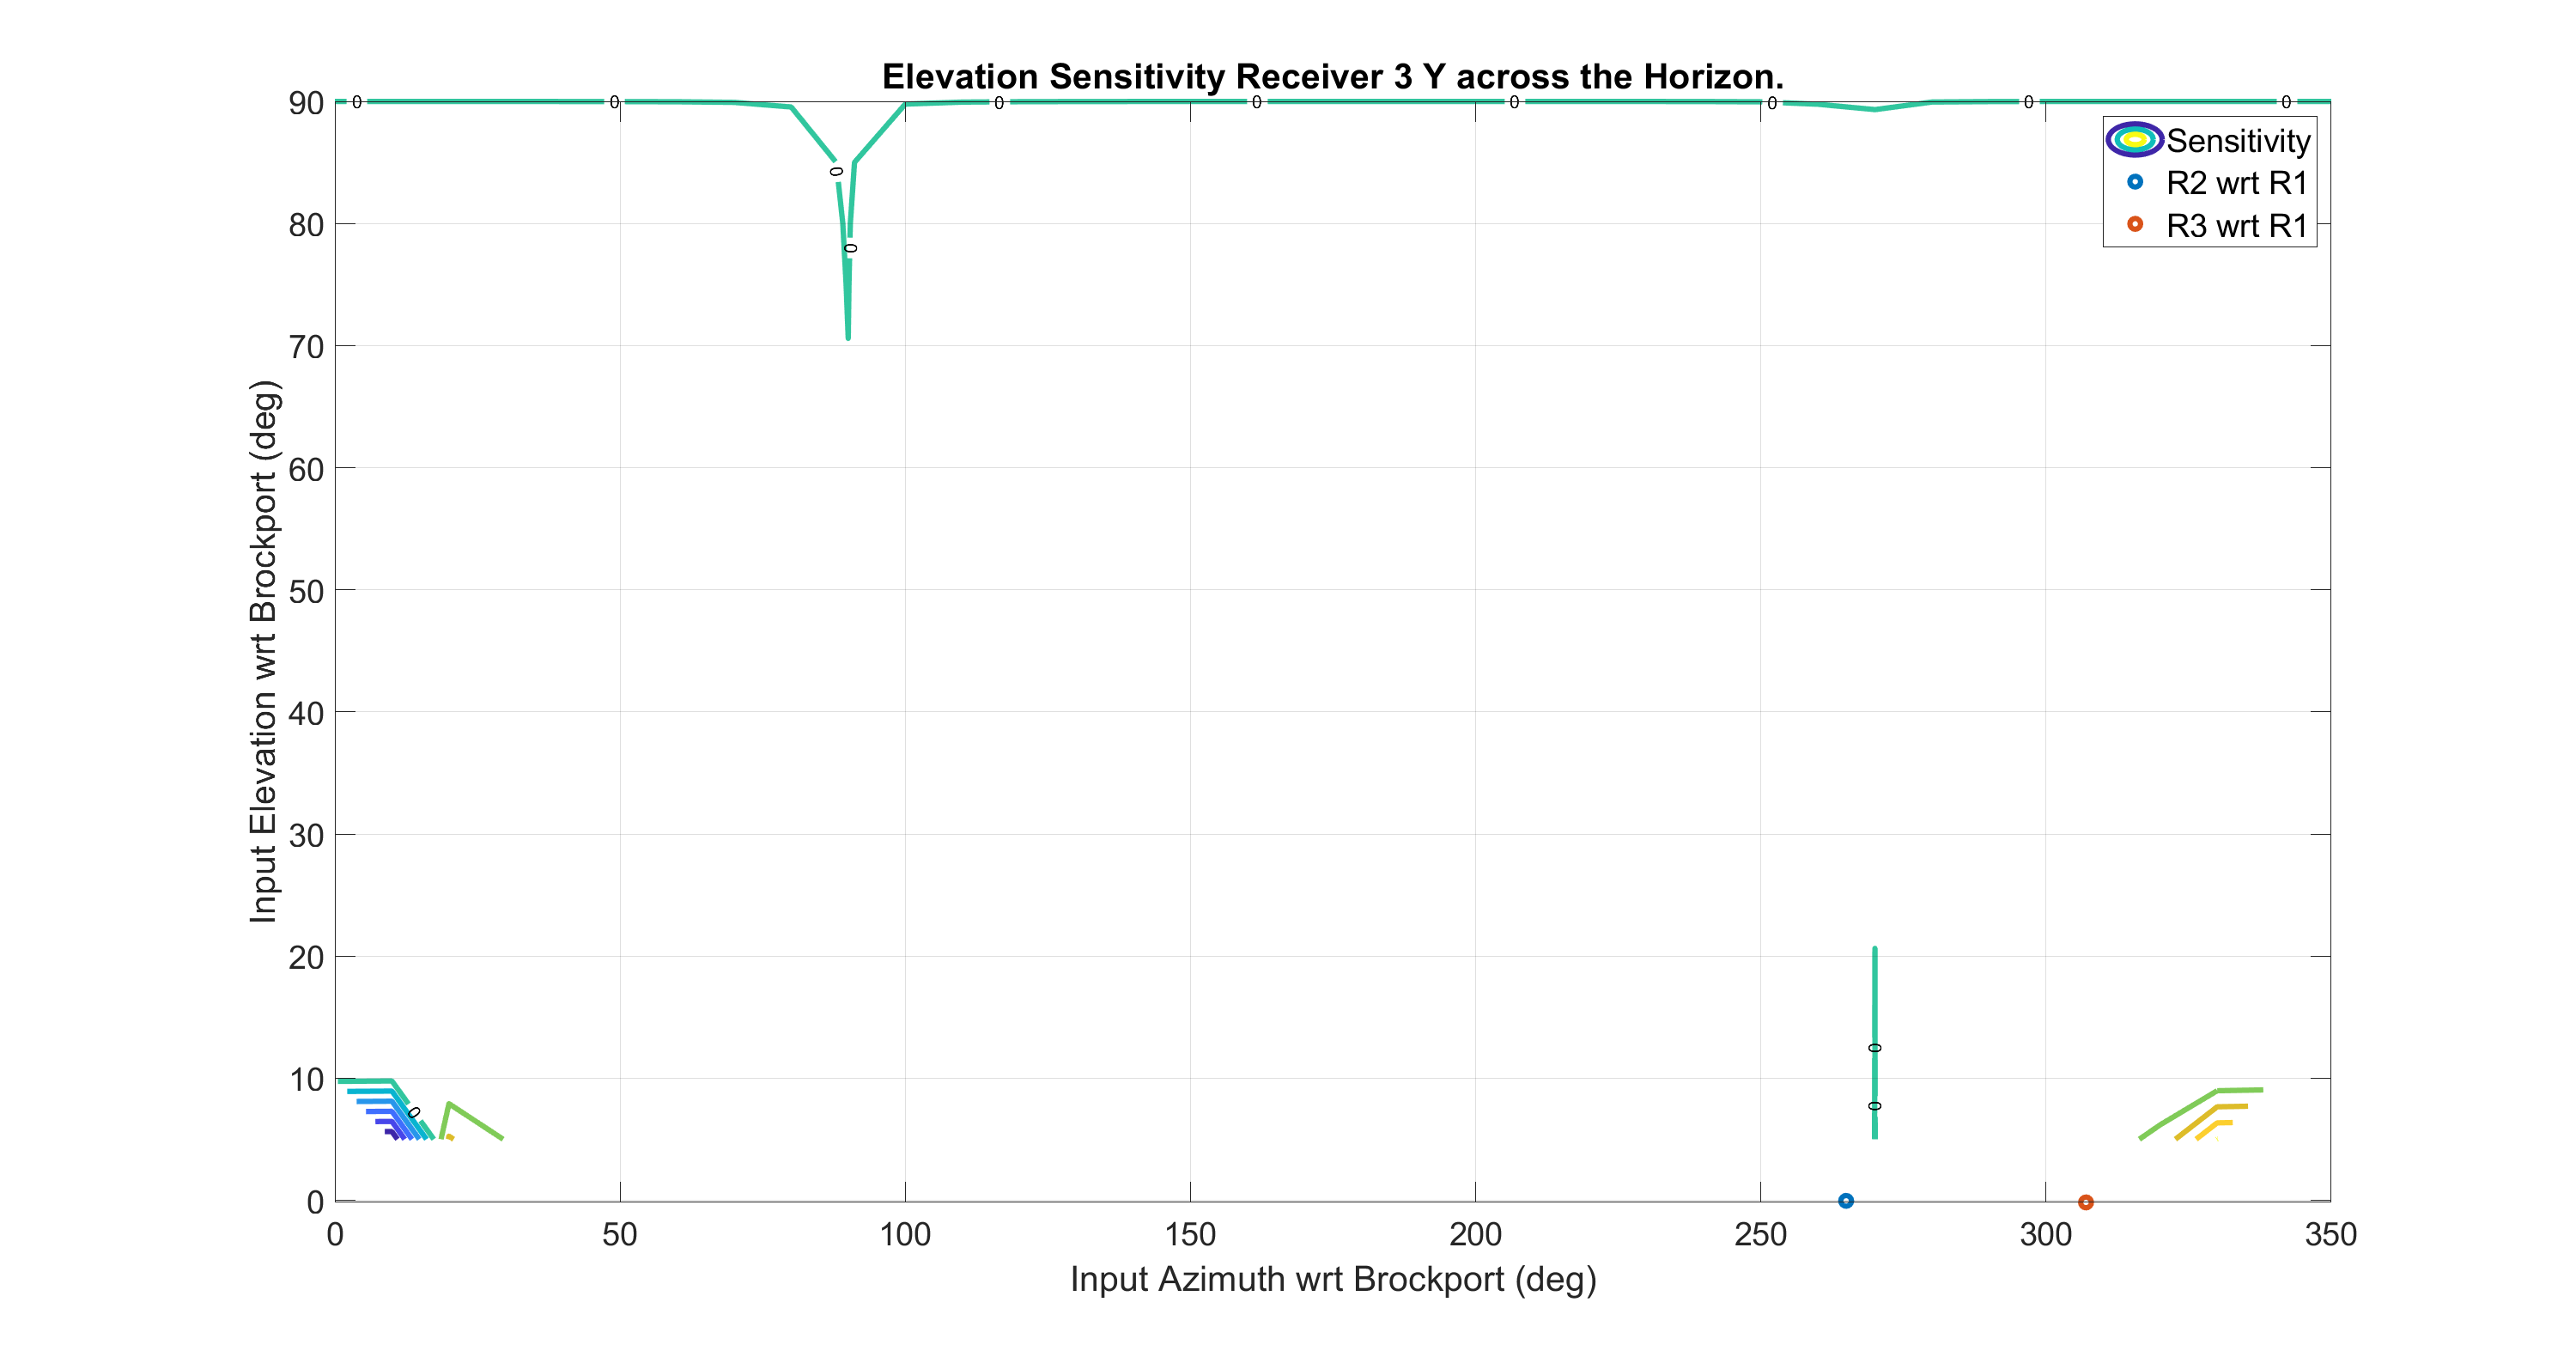 Elevation Sensitivity Receiver 3 Y across the Horizon.
90
80
70
60
50
40
30
20
10
0
Input Elevation wrt Brockport (deg)
0 0 0 0 0 0 0 0
0
0
Sensitivity
R2 wrt R1
R3 wrt R1
0
0
0
0 50 100 150 200 250 300 350
Input Azimuth wrt Brockport (deg)